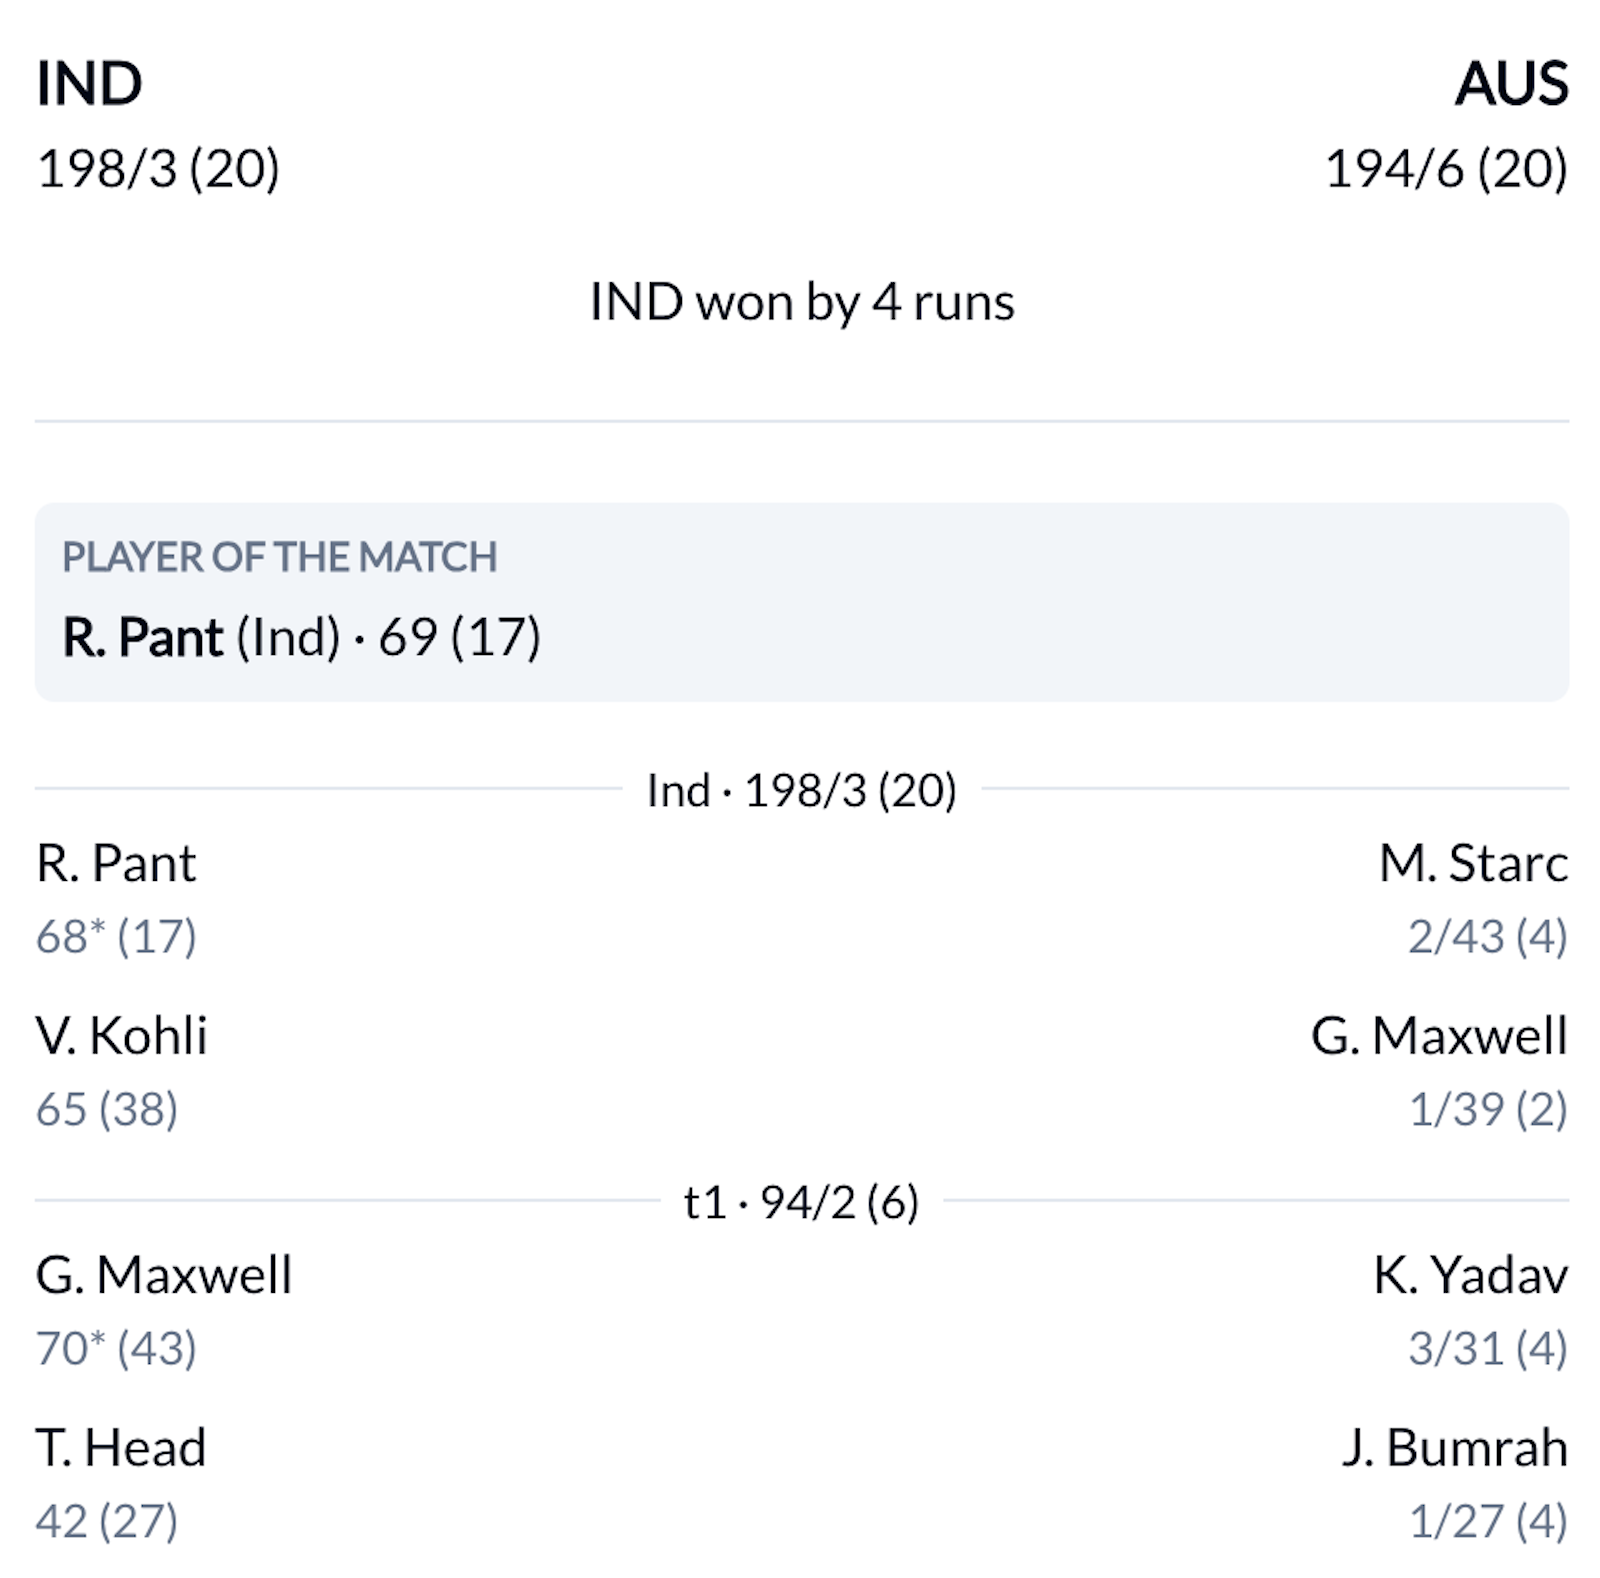 IND AUS
198/3 (20) 194/6 (20)
IND won by 4 runs
PLAYER OF THE MATCH
R. Pant (Ind) · 69 (17)
Ind · 198/3 (20)
R. Pant M. Starc
68* (17) 2/43 (4)
V. Kohli G. Maxwell
65 (38) 1/39 (2)
t1 · 94/2 (6)
G. Maxwell K. Yadav
70* (43) 3/31 (4)
T. Head J. Bumrah
42 (27) 1/27 (4)